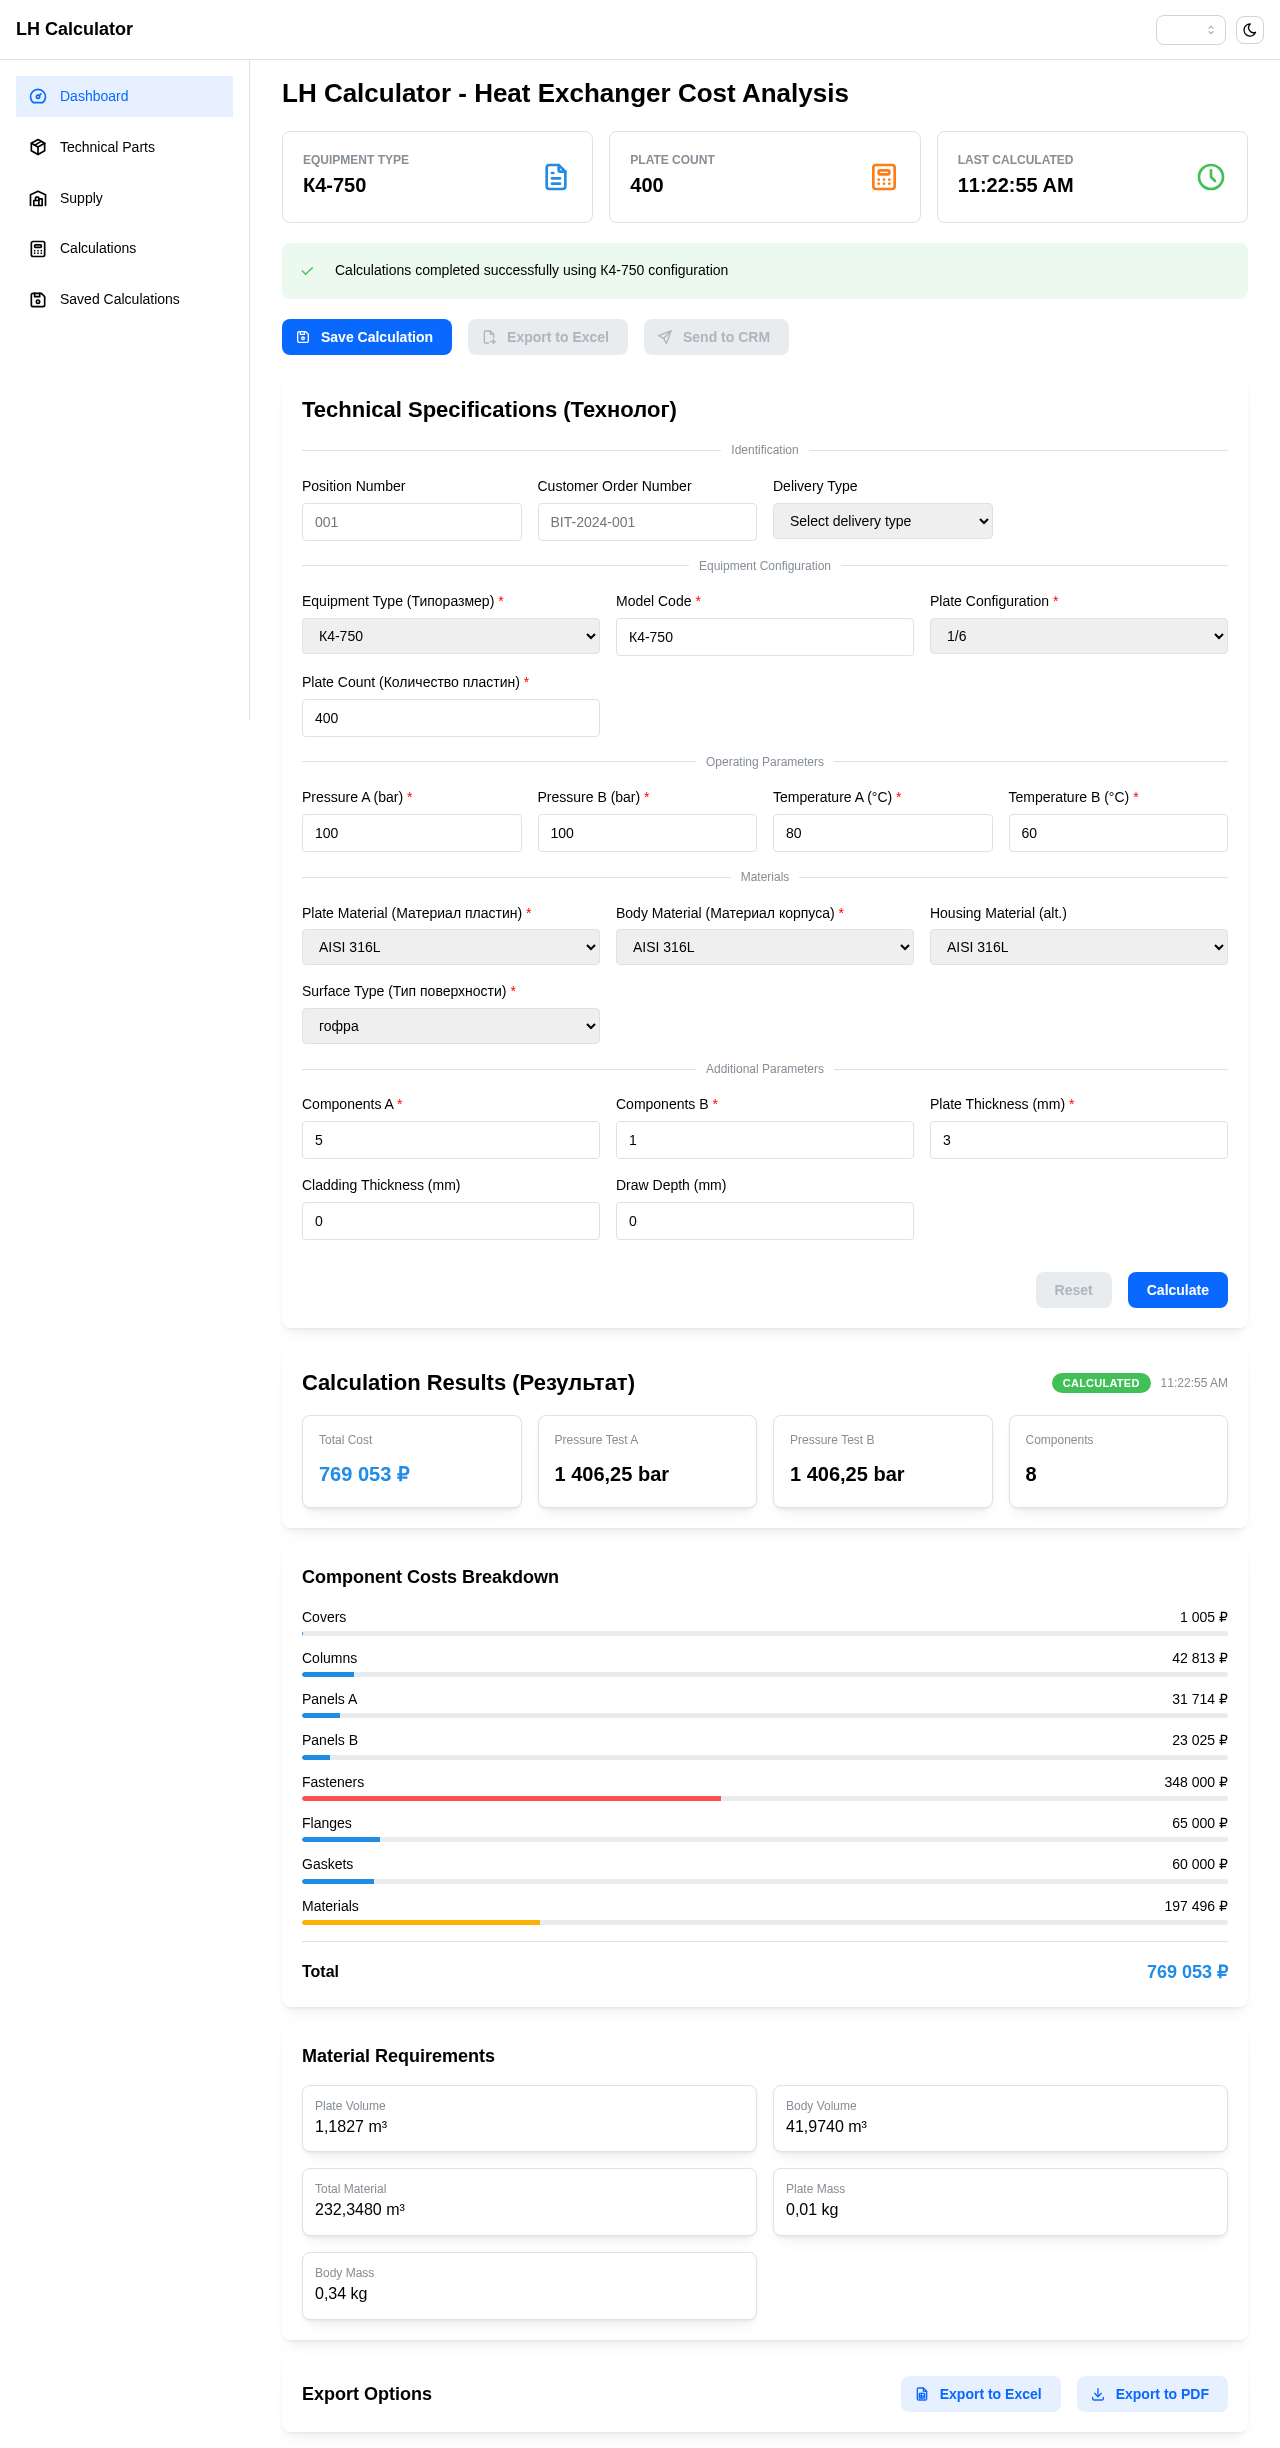 LH Calculator
Dashboard
Technical Parts
Supply
Calculations
Saved Calculations
LH Calculator - Heat Exchanger Cost Analysis
EQUIPMENT TYPE
К4-750
PLATE COUNT
400
LAST CALCULATED
11:22:55 AM
Calculations completed successfully using К4-750 configuration
Save Calculation
Export to Excel
Send to CRM
Technical Specifications (Технолог)
Identification
Position Number
Customer Order Number
Delivery Type
001
BIT-2024-001
Select delivery type
Equipment Configuration
Equipment Type (Типоразмер) *
Model Code *
Plate Configuration *
К4-750
К4-750
1/6
Plate Count (Количество пластин) *
400
Operating Parameters
Pressure A (bar) *
Pressure B (bar) *
Temperature A (°C) *
Temperature B (°C) *
100
100
80
60
Materials
Plate Material (Материал пластин) *
Body Material (Материал корпуса) *
Housing Material (alt.)
AISI 316L
AISI 316L
AISI 316L
Surface Type (Тип поверхности) *
гофра
Additional Parameters
Components A *
Components B *
Plate Thickness (mm) *
5
1
3
Cladding Thickness (mm)
Draw Depth (mm)
0
0
Reset
Calculate
Calculation Results (Результат)
CALCULATED
11:22:55 AM
Total Cost
769 053 ₽
Pressure Test A
1 406,25 bar
Pressure Test B
1 406,25 bar
Components
8
Component Costs Breakdown
Covers 1 005 ₽
Columns 42 813 ₽
Panels A 31 714 ₽
Panels B 23 025 ₽
Fasteners 348 000 ₽
Flanges 65 000 ₽
Gaskets 60 000 ₽
Materials 197 496 ₽
Total 769 053 ₽
Material Requirements
Plate Volume
1,1827 m³
Body Volume
41,9740 m³
Total Material
232,3480 m³
Plate Mass
0,01 kg
Body Mass
0,34 kg
Export Options
Export to Excel
Export to PDF